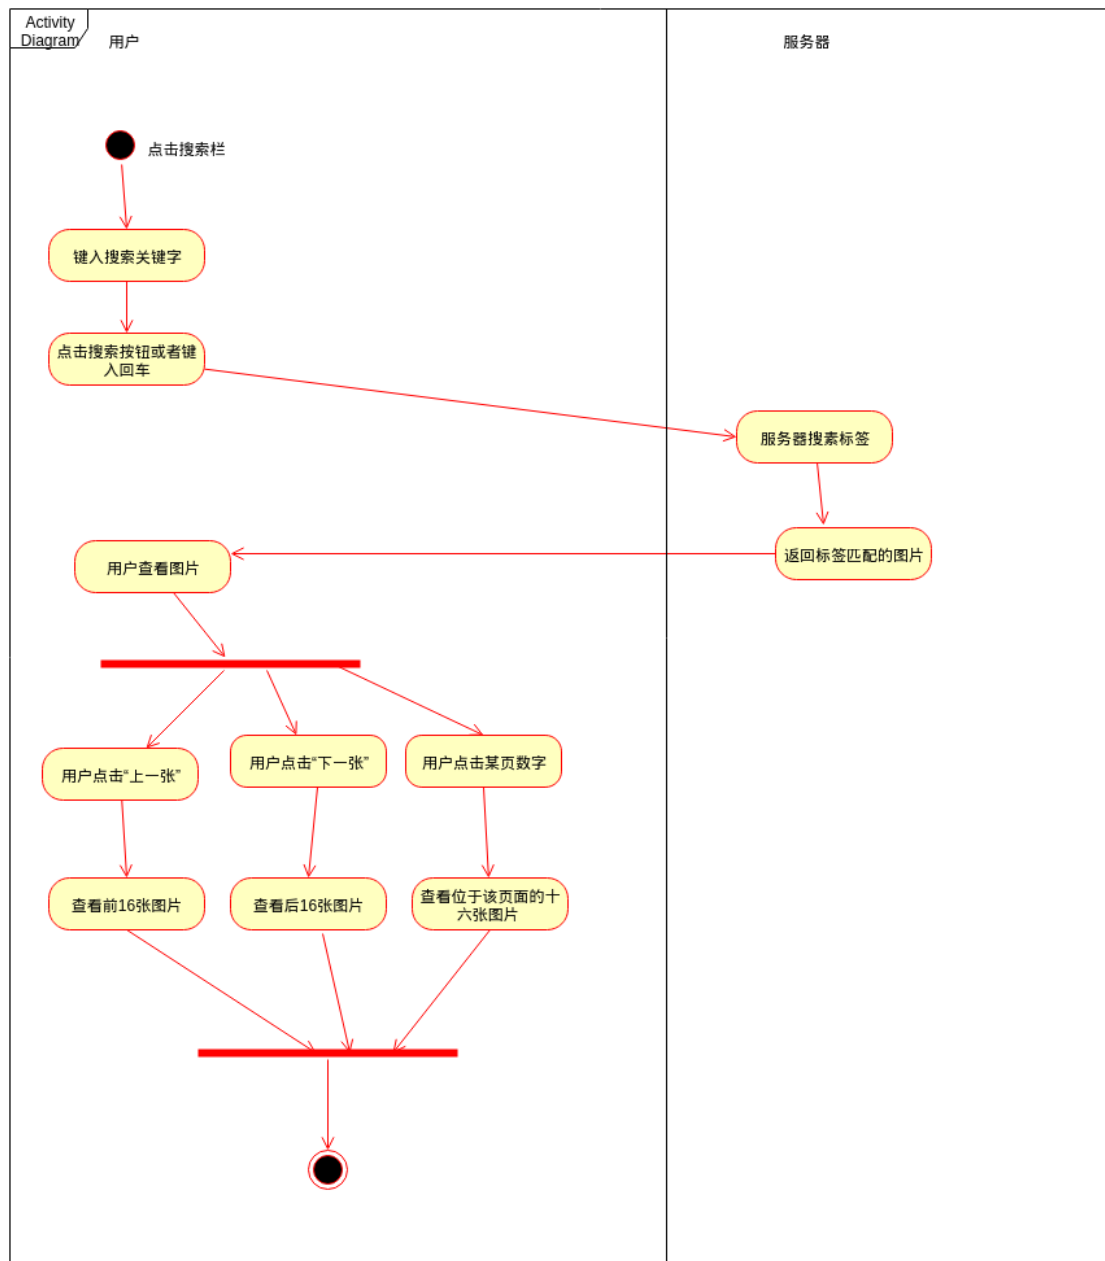 Activity
Diagram
用户
服务器
点击搜索栏
键入搜索关键字
点击搜索按钮或者键
入回车
服务器搜素标签
返回标签匹配的图片
用户查看图片
用户点击“上一张”
用户点击“下一张”
用户点击某页数字
查看前16张图片
查看后16张图片
查看位于该页面的十
六张图片